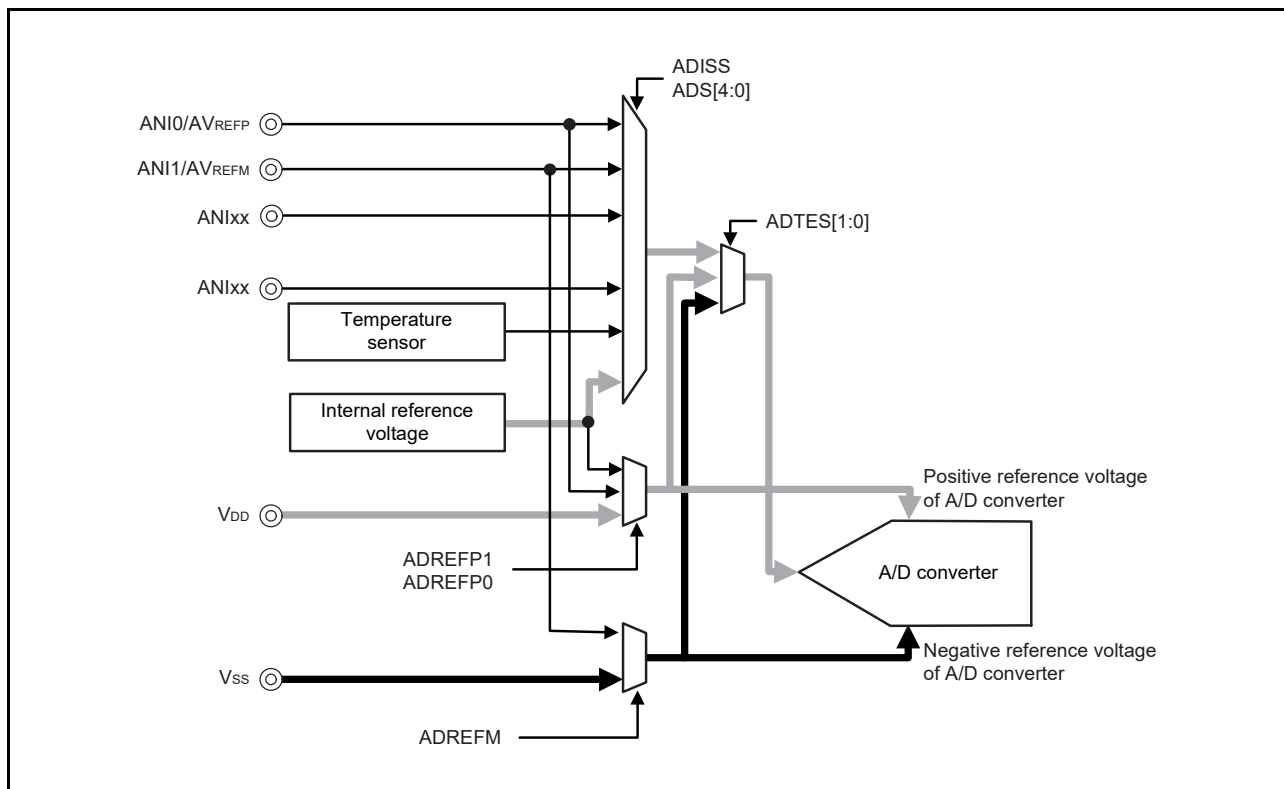 ADISS
ADS[4:0]
ANI0/AVREFP
ANI1/AVREFM
ANIxx
ADTES[1:0]
ANIxx
Temperature
sensor
Internal reference
voltage
Positive reference voltage
of A/D converter
VDD
ADREFP1
ADREFP0
A/D converter
Negative reference voltage
of A/D converter
VSS
ADREFM